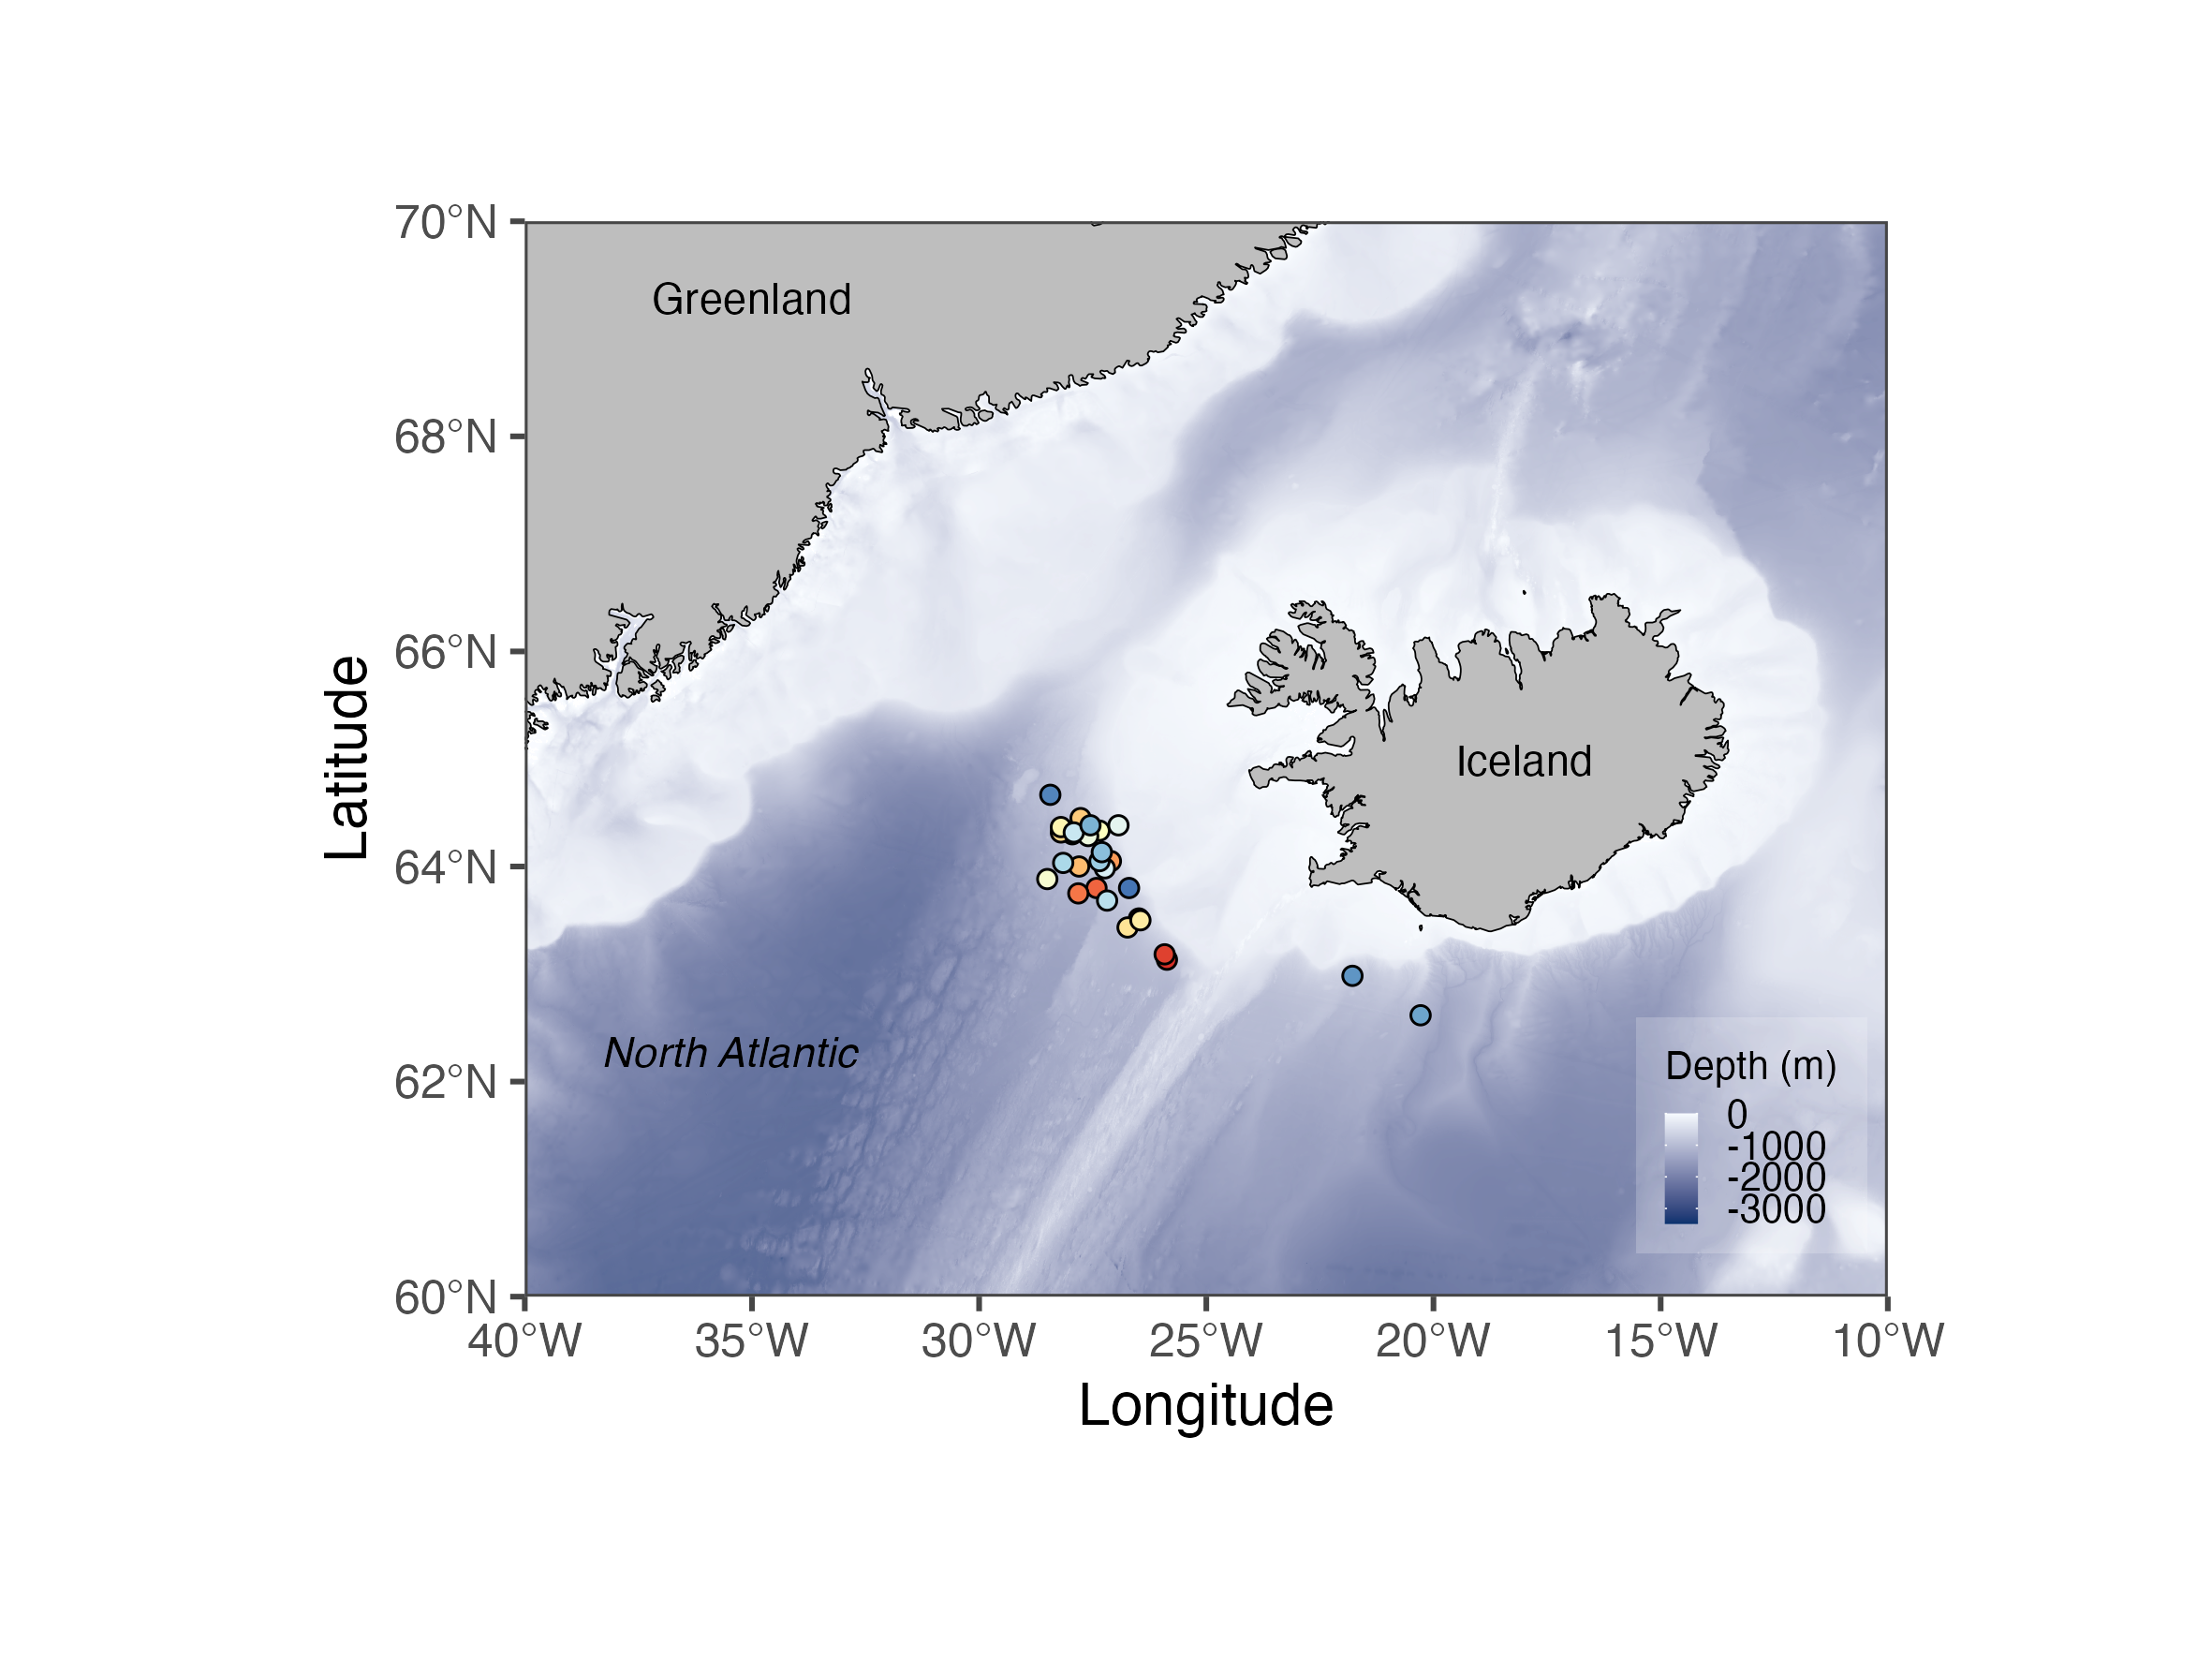 70°N
Greenland
68°N
66°N
Iceland
Latitude
64°N
North Atlantic
62°N
Depth (m)
0
-1000
-2000
-3000
60°N
40°W 35°W 30°W 25°W 20°W 15°W 10°W
Longitude